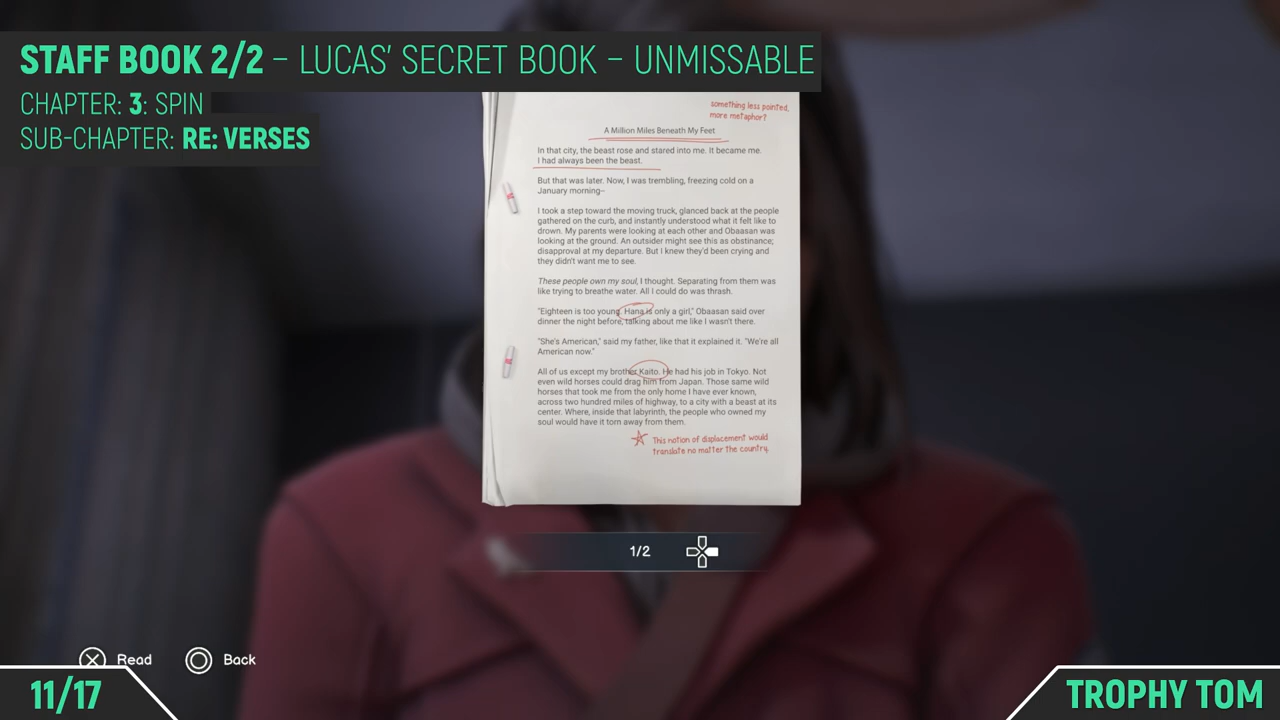 STAFF BOOK 2/2 – LUCAS' SECRET BOOK – UNMISSABLE
CHAPTER: 3: SPIN
SUB-CHAPTER: RE: VERSES
something less pointed,
more metaphor?
A Million Miles Beneath My Feet
In that city, the beast rose and stared into me. It became me.
I had always been the beast.
But that was later. Now, I was trembling, freezing cold on a
January morning–
I took a step toward the moving truck, glanced back at the people
gathered on the curb, and instantly understood what it felt like to
drown. My parents were looking at each other and Obaasan was
looking at the ground. An outsider might see this as obstinance;
disapproval at my departure. But I knew they'd been crying and
they didn't want me to see.
These people own my soul, I thought. Separating from them was
like trying to breathe water. All I could do was thrash.
"Eighteen is too young. Hana is only a girl," Obaasan said over
dinner the night before, talking about me like I wasn't there.
"She's American," said my father, like that it explained it. "We're all
American now."
All of us except my brother Kaito. He had his job in Tokyo. Not
even wild horses could drag him from Japan. Those same wild
horses that took me from the only home I have ever known,
across two hundred miles of highway, to a city with a beast at its
center. Where, inside that labyrinth, the people who owned my
soul would have it torn away from them.
This notion of displacement would
translate no matter the country.
1/2
Read Back
11/17
TROPHY TOM